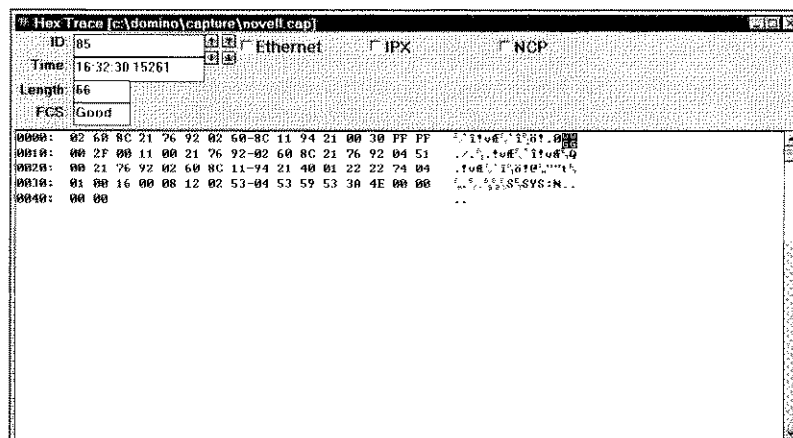 Hex Trace [c:\domino\capture\novell.cap]
ID: 85
Ethernet IPX NCP
Time: 16:32:30.15261
Length: 66
FCS: Good
0000: 02 60 8C 21 76 92 02 60-8C 11 94 21 00 30 FF FF
0010: 00 2F 00 11 00 21 76 92-02 60 8C 21 76 92 04 51
0020: 00 21 76 92 02 60 8C 11-94 21 40 01 22 22 74 04
0030: 01 00 16 00 08 12 02 53-04 53 59 53 3A 4E 00 00
0040: 00 00